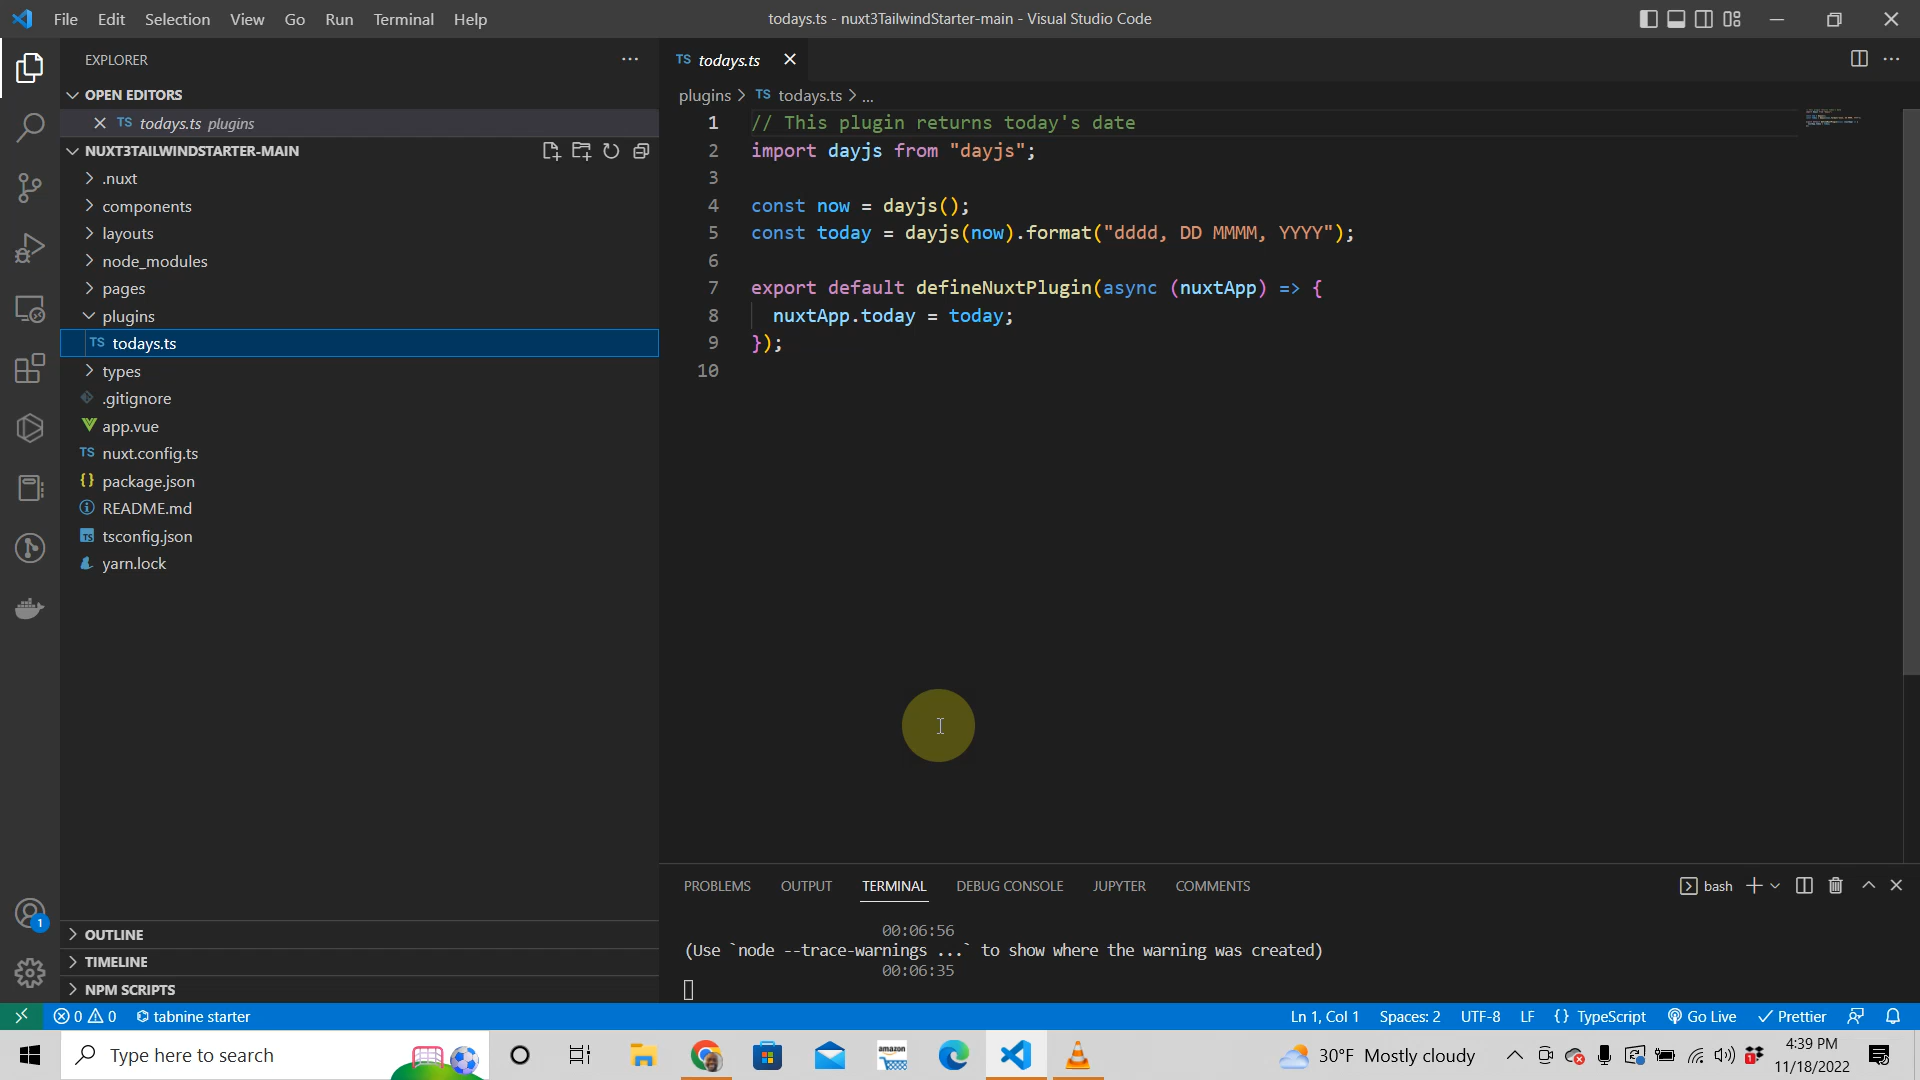 File Edit Selection View Go Run Terminal Help
todays.ts - nuxt3TailwindStarter-main - Visual Studio Code
EXPLORER
OPEN EDITORS
TS todays.ts plugins
NUXT3TAILWINDSTARTER-MAIN
.nuxt
components
layouts
node_modules
pages
plugins
TS todays.ts
types
.gitignore
app.vue
TS nuxt.config.ts
{} package.json
README.md
TS tsconfig.json
yarn.lock
OUTLINE
TIMELINE
NPM SCRIPTS
1
TS todays.ts
plugins > TS todays.ts > ...
1 // This plugin returns today's date
2 import dayjs from "dayjs";
3
4 const now = dayjs();
5 const today = dayjs(now).format("dddd, DD MMMM, YYYY");
6
7 export default defineNuxtPlugin(async (nuxtApp) => {
8 nuxtApp.today = today;
9 });
10
PROBLEMS OUTPUT TERMINAL DEBUG CONSOLE JUPYTER COMMENTS
bash
00:06:56
(Use `node --trace-warnings ...` to show where the warning was created)
00:06:35
0 0 tabnine starter
Ln 1, Col 1 Spaces: 2 UTF-8 LF {} TypeScript Go Live Prettier
Type here to search
amazon
30°F Mostly cloudy
4:39 PM
11/18/2022